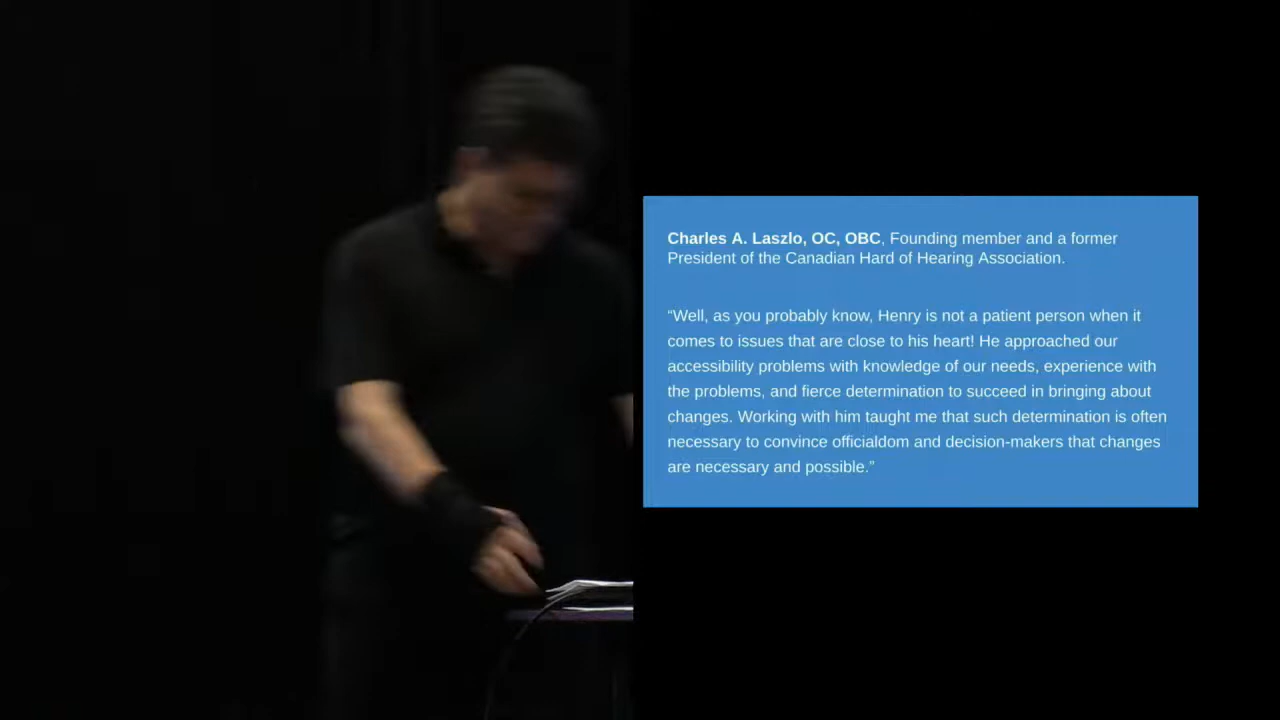 Charles A. Laszlo, OC, OBC, Founding member and a former
President of the Canadian Hard of Hearing Association.
“Well, as you probably know, Henry is not a patient person when it
comes to issues that are close to his heart! He approached our
accessibility problems with knowledge of our needs, experience with
the problems, and fierce determination to succeed in bringing about
changes. Working with him taught me that such determination is often
necessary to convince officialdom and decision-makers that changes
are necessary and possible.”